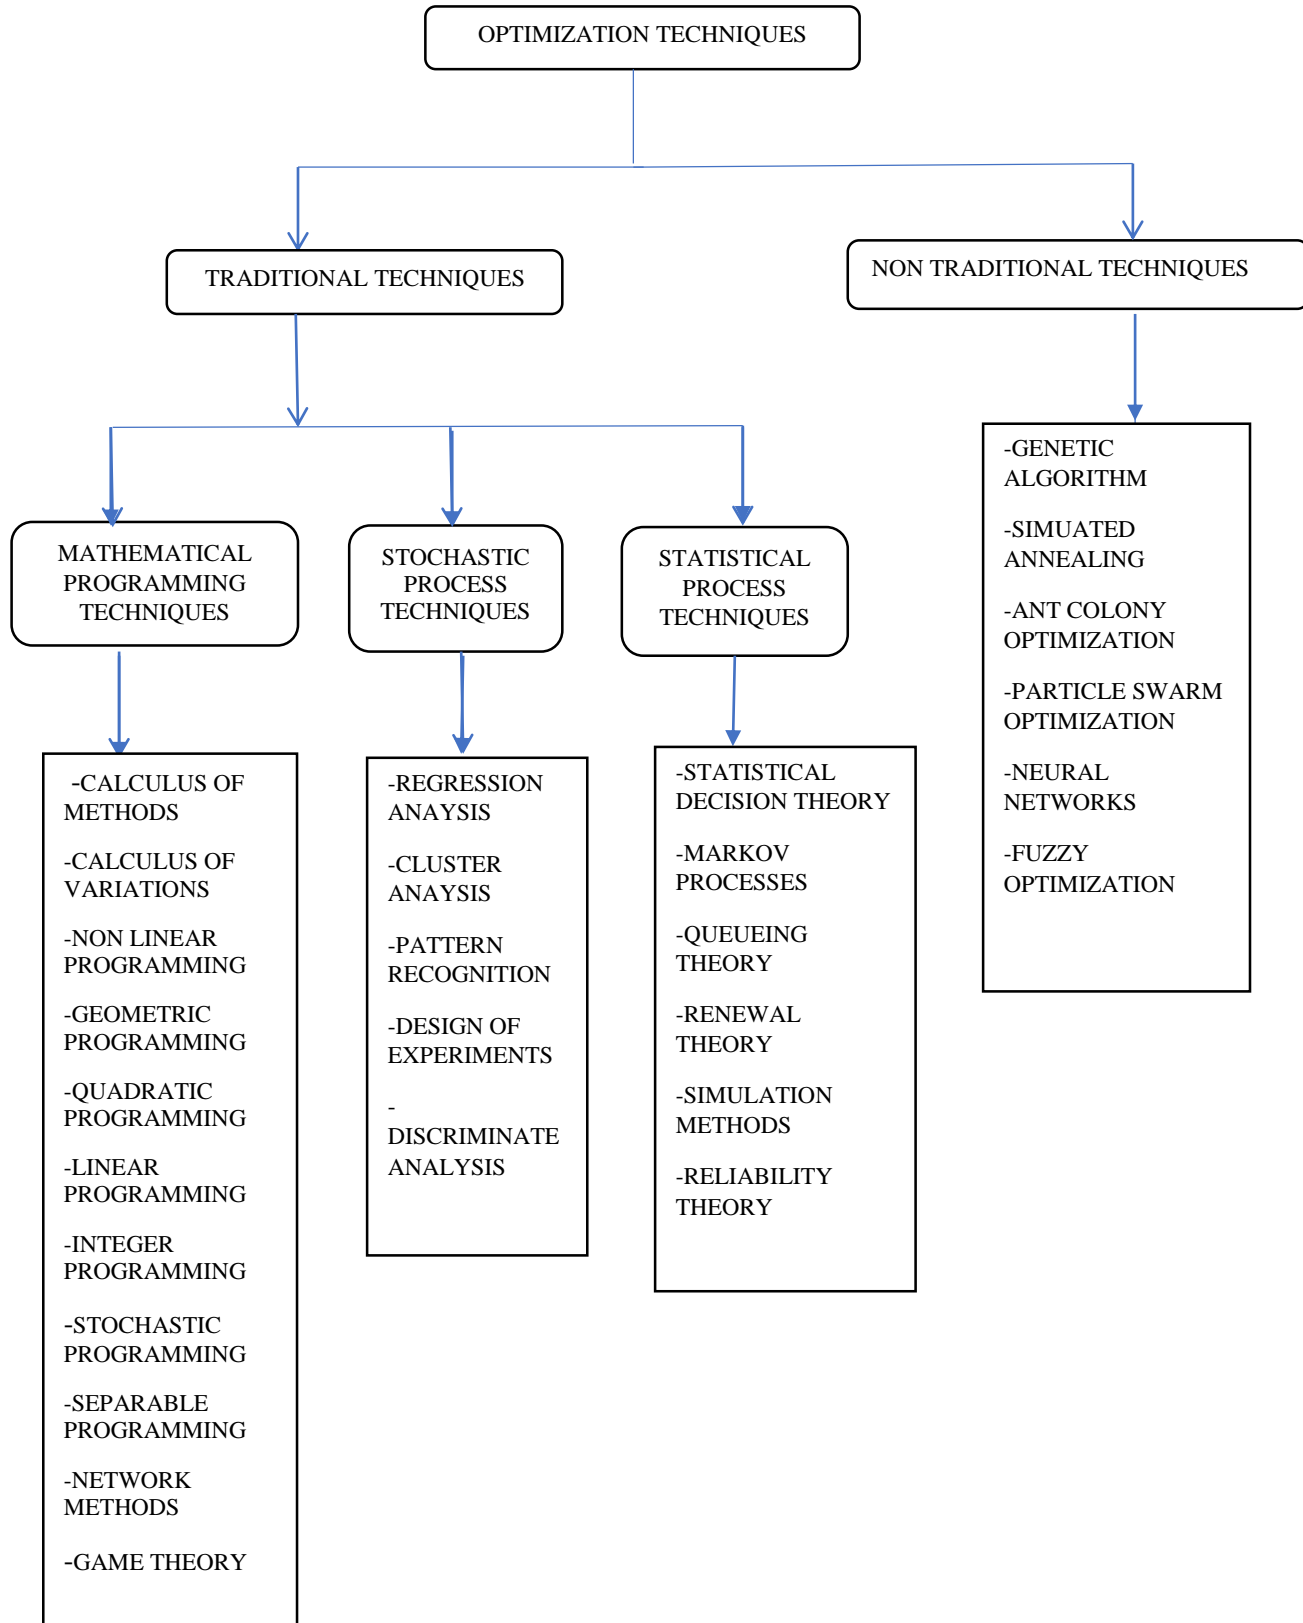 OPTIMIZATION TECHNIQUES
TRADITIONAL TECHNIQUES
NON TRADITIONAL TECHNIQUES
MATHEMATICAL
PROGRAMMING
TECHNIQUES
STOCHASTIC
PROCESS
TECHNIQUES
STATISTICAL
PROCESS
TECHNIQUES
-CALCULUS OF
METHODS
-CALCULUS OF
VARIATIONS
-NON LINEAR
PROGRAMMING
-GEOMETRIC
PROGRAMMING
-QUADRATIC
PROGRAMMING
-LINEAR
PROGRAMMING
-INTEGER
PROGRAMMING
-STOCHASTIC
PROGRAMMING
-SEPARABLE
PROGRAMMING
-NETWORK
METHODS
-GAME THEORY
-REGRESSION
ANAYSIS
-CLUSTER
ANAYSIS
-PATTERN
RECOGNITION
-DESIGN OF
EXPERIMENTS
-
DISCRIMINATE
ANALYSIS
-STATISTICAL
DECISION THEORY
-MARKOV
PROCESSES
-QUEUEING
THEORY
-RENEWAL
THEORY
-SIMULATION
METHODS
-RELIABILITY
THEORY
-GENETIC
ALGORITHM
-SIMUATED
ANNEALING
-ANT COLONY
OPTIMIZATION
-PARTICLE SWARM
OPTIMIZATION
-NEURAL
NETWORKS
-FUZZY
OPTIMIZATION